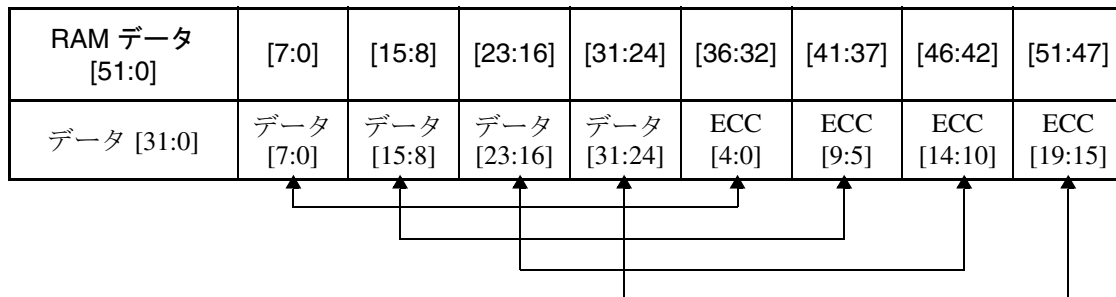 RAM データ
[51:0]
[7:0]
[15:8]
[23:16]
[31:24]
[36:32]
[41:37]
[46:42]
[51:47]
データ [31:0]
データ
[7:0]
データ
[15:8]
データ
[23:16]
データ
[31:24]
ECC
[4:0]
ECC
[9:5]
ECC
[14:10]
ECC
[19:15]